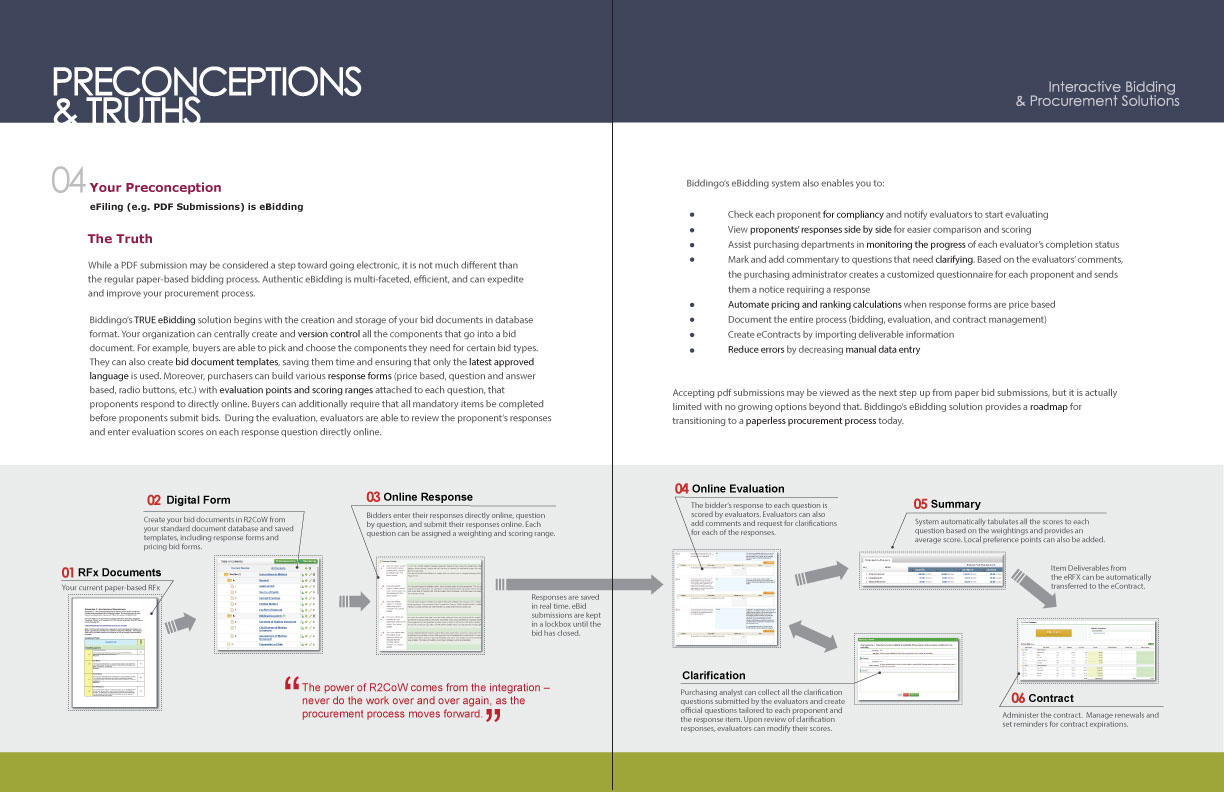 PRECONCEPTIONS
& TRUTHS
Interactive Bidding
& Procurement Solutions
04 Your Preconception
eFiling (e.g. PDF Submissions) is eBidding
The Truth
While a PDF submission may be considered a step toward going electronic, it is not much different than
the regular paper-based bidding process. Authentic eBidding is multi-faceted, efficient, and can expedite
and improve your procurement process.
Biddingo's TRUE eBidding solution begins with the creation and storage of your bid documents in database
format. Your organization can centrally create and version control all the components that go into a bid
document. For example, buyers are able to pick and choose the components they need for certain bid types.
They can also create bid document templates, saving them time and ensuring that only the latest approved
language is used. Moreover, purchasers can build various response forms (price based, question and answer
based, radio buttons, etc.) with evaluation points and scoring ranges attached to each question, that
proponents respond to directly online. Buyers can additionally require that all mandatory items be completed
before proponents submit bids. During the evaluation, evaluators are able to review the proponent's responses
and enter evaluation scores on each response question directly online.
Biddingo's eBidding system also enables you to:
• Check each proponent for compliancy and notify evaluators to start evaluating
• View proponents' responses side by side for easier comparison and scoring
• Assist purchasing departments in monitoring the progress of each evaluator's completion status
• Mark and add commentary to questions that need clarifying. Based on the evaluators' comments,
the purchasing administrator creates a customized questionnaire for each proponent and sends
them a notice requiring a response
• Automate pricing and ranking calculations when response forms are price based
• Document the entire process (bidding, evaluation, and contract management)
• Create eContracts by importing deliverable information
• Reduce errors by decreasing manual data entry
Accepting pdf submissions may be viewed as the next step up from paper bid submissions, but it is actually
limited with no growing options beyond that. Biddingo's eBidding solution provides a roadmap for
transitioning to a paperless procurement process today.
01 RFx Documents
Your current paper-based RFx
02 Digital Form
Create your bid documents in R2CoW from
your standard document database and saved
templates, including response forms and
pricing bid forms.
03 Online Response
Bidders enter their responses directly online, question
by question, and submit their responses online. Each
question can be assigned a weighting and scoring range.
Responses are saved
in real time. eBid
submissions are kept
in a lockbox until the
bid has closed.
“The power of R2CoW comes from the integration –
never do the work over and over again, as the
procurement process moves forward.”
04 Online Evaluation
The bidder's response to each question is
scored by evaluators. Evaluators can also
add comments and request for clarifications
for each of the responses.
Clarification
Purchasing analyst can collect all the clarification
questions submitted by the evaluators and create
official questions tailored to each proponent and
the response item. Upon review of clarification
responses, evaluators can modify their scores.
05 Summary
System automatically tabulates all the scores to each
question based on the weightings and provides an
average score. Local preference points can also be added.
Item Deliverables from
the eRFX can be automatically
transferred to the eContract.
06 Contract
Administer the contract. Manage renewals and
set reminders for contract expirations.